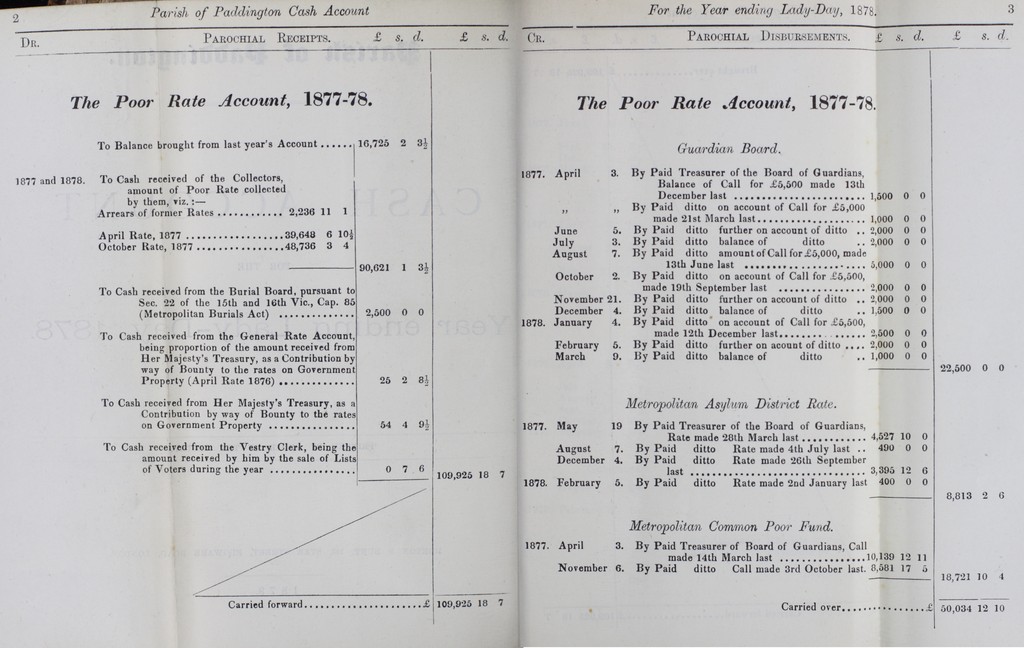 2
Parish of Paddington Cash Account
DR. PAROCHIAL RECEIPTS. £ s. d. £ s. d.
The Poor Rate Account, 1877-78.
To Balance brought from last year's Account ...... 16,725 2 3½
1877 and 1878. To Cash received of the Collectors,
amount of Poor Rate collected
by them, viz. :—
Arrears of former Rates ............ 2,236 11 1
April Rate, 1877 .................. 39,648 6 10½
October Rate, 1877 ................ 48,736 3 4
90,621 1 3½
To Cash received from the Burial Board, pursuant to
Sec. 22 of the 15th and 16th Vic., Cap. 85
(Metropolitan Burials Act) .............. 2,500 0 0
To Cash received from the General Rate Account,
being proportion of the amount received from
Her Majesty's Treasury, as a Contribution by
way of Bounty to the rates on Government
Property (April Rate 1876) .............. 25 2 8½
To Cash received from Her Majesty's Treasury, as a
Contribution by way of Bounty to the rates
on Government Property ................ 54 4 9½
To Cash received from the Vestry Clerk, being the
amount received by him by the sale of Lists
of Voters during the year ................ 0 7 6
109,925 18 7
Carried forward ...................... £ 109,925 18 7
For the Year ending Lady-Day, 1878.
3
CR. PAROCHIAL DISBURSEMENTS. £ s. d. £ s. d.
The Poor Rate Account, 1877-78.
Guardian Board.
1877. April 3. By Paid Treasurer of the Board of Guardians,
Balance of Call for £5,500 made 13th
December last ...................... 1,500 0 0
„ „ By Paid ditto on account of Call for £5,000
made 21st March last .................. 1,000 0 0
June 5. By Paid ditto further on account of ditto .. 2,000 0 0
July 3. By Paid ditto balance of ditto .. 2,000 0 0
August 7. By Paid ditto amount of Call for £5,000, made
13th June last ...................... 5,000 0 0
October 2. By Paid ditto on account of Call for £5,500,
made 19th September last .............. 2,000 0 0
November 21. By Paid ditto further on account of ditto .. 2,000 0 0
December 4. By Paid ditto balance of ditto .. 1,500 0 0
1878. January 4. By Paid ditto on account of Call for £5,500,
made 12th December last .............. 2,500 0 0
February 5. By Paid ditto further on acount of ditto .... 2,000 0 0
March 9. By Paid ditto balance of ditto .. 1,000 0 0
22,500 0 0
Metropolitan Asylum District Rate.
1877. May 19 By Paid Treasurer of the Board of Guardians,
Rate made 28th March last ............ 4,527 10 0
August 7. By Paid ditto Rate made 4th July last .. 490 0 0
December 4. By Paid ditto Rate made 26th September
last .............................. 3,395 12 6
1878. February 5. By Paid ditto Rate made 2nd January last 400 0 0
8,813 2 6
Metropolitan Common Poor Fund.
1877. April 3. By Paid Treasurer of Board of Guardians, Call
made 14th March last ................ 10,139 12 11
November 6. By Paid ditto Call made 3rd October last. 8,581 17 5
18,721 10 4
Carried over ................ £ 50,034 12 10